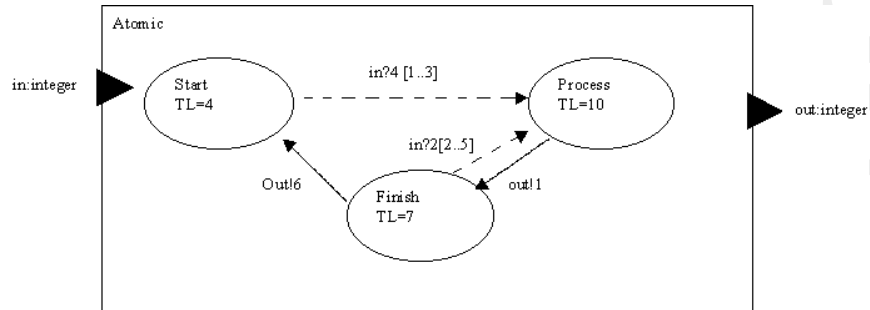 Atomic
in:integer
Start
TL=4
in?4 [1..3]
Process
TL=10
out:integer
in?2[2..5]
Out!6
out!1
Finish
TL=7